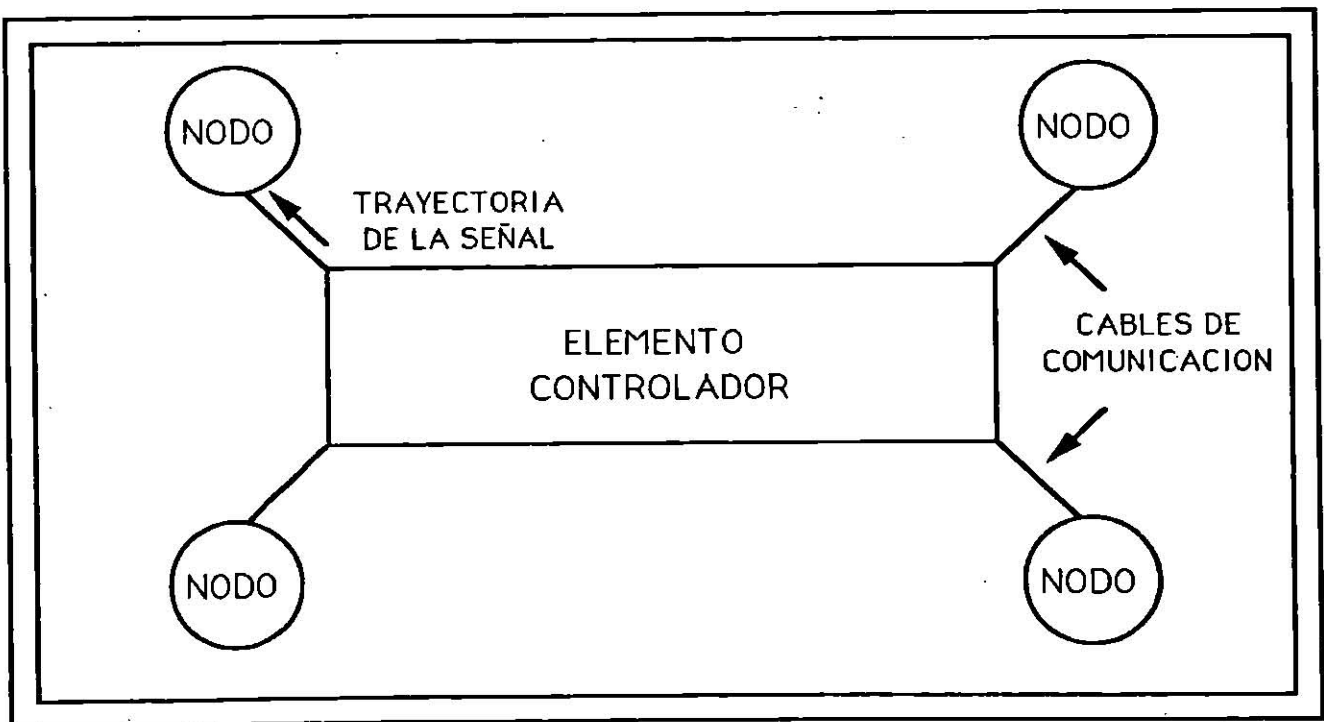 NODO
NODO
TRAYECTORIA
DE LA SEÑAL
ELEMENTO
CONTROLADOR
CABLES DE
COMUNICACION
NODO
NODO